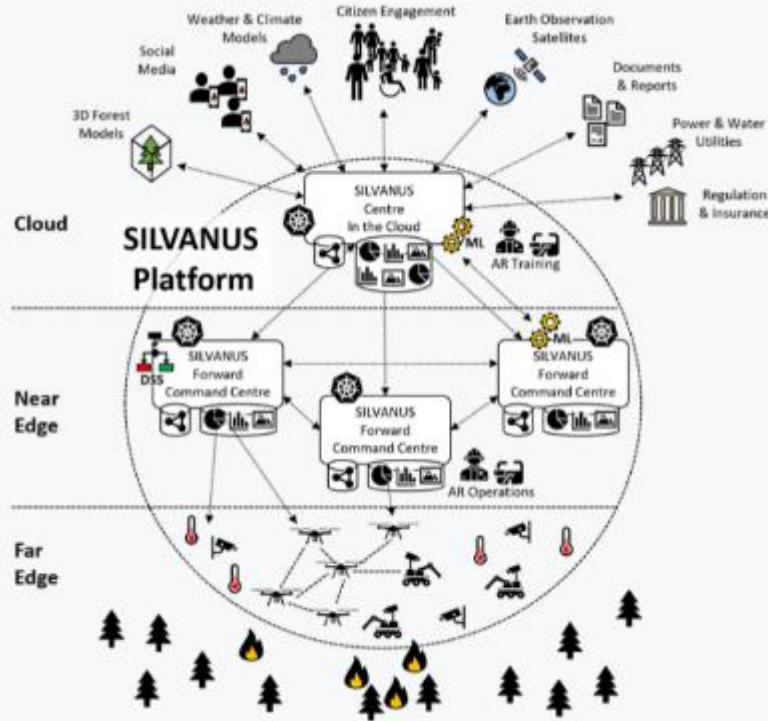 Weather & Climate
Models
Citizen Engagement
Earth Observation
Satellites
Social
Media
Documents
& Reports
3D Forest
Models
Power & Water
Utilities
Regulation
& Insurance
Cloud
SILVANUS
Platform
SILVANUS
Centre
In the Cloud
ML
AR Training
Near
Edge
DSS
SILVANUS
Forward
Command Centre
ML
SILVANUS
Forward
Command Centre
SILVANUS
Forward
Command Centre
AR Operations
Far
Edge